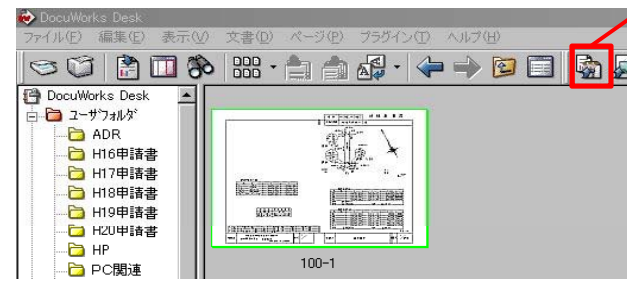 DocuWorks Desk
ファイル(F) 編集(E) 表示(V) 文書(D) ページ(P) プラグイン(T) ヘルプ(H)
DocuWorks Desk
ユーザフォルダ
ADR
H16申請書
H17申請書
H18申請書
H19申請書
H20申請書
HP
PC関連
100-1